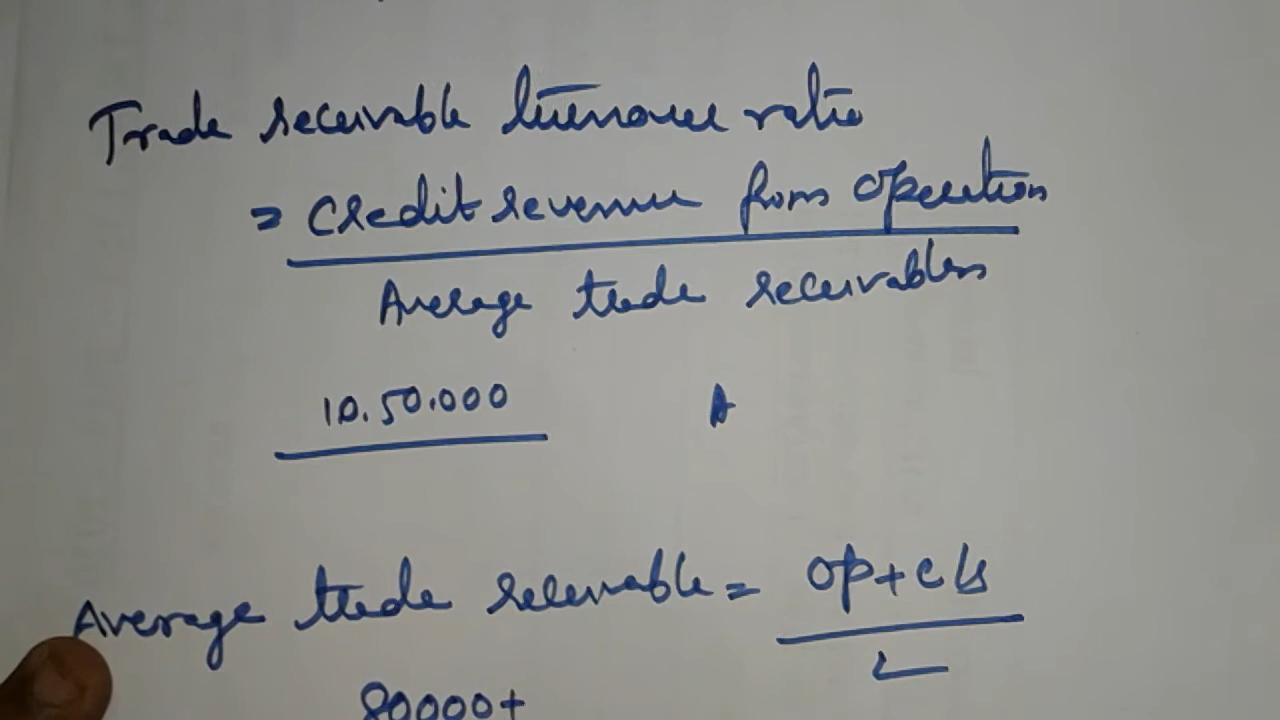 Trade receivable turnover ratio
= Credit revenue from operation
Average trade receivables
10.50.000 A
Average trade receivable = op + cls
2
80000+